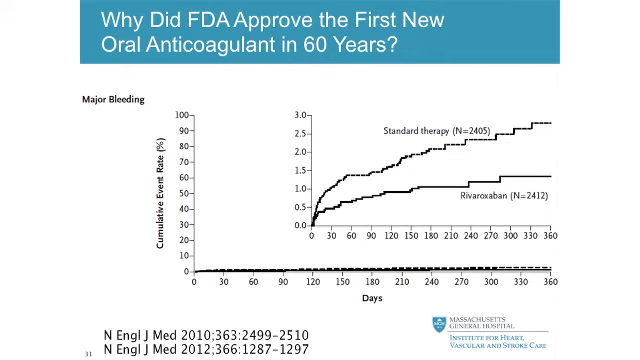 Why Did FDA Approve the First New
Oral Anticoagulant in 60 Years?
Major Bleeding
Cumulative Event Rate (%)
100
90
80
70
60
50
40
30
20
10
0
3.0
2.5
2.0
1.5
1.0
0.5
0.0
Standard therapy (N=2405)
Rivaroxaban (N=2412)
0 30 60 90 120 150 180 210 240 270 300 330 360
0 30 60 90 120 150 180 210 240 270 300 330 360
Days
N Engl J Med 2010;363:2499-2510
N Engl J Med 2012;366:1287-1297
31
MASSACHUSETTS
GENERAL HOSPITAL
INSTITUTE FOR HEART,
VASCULAR AND STROKE CARE